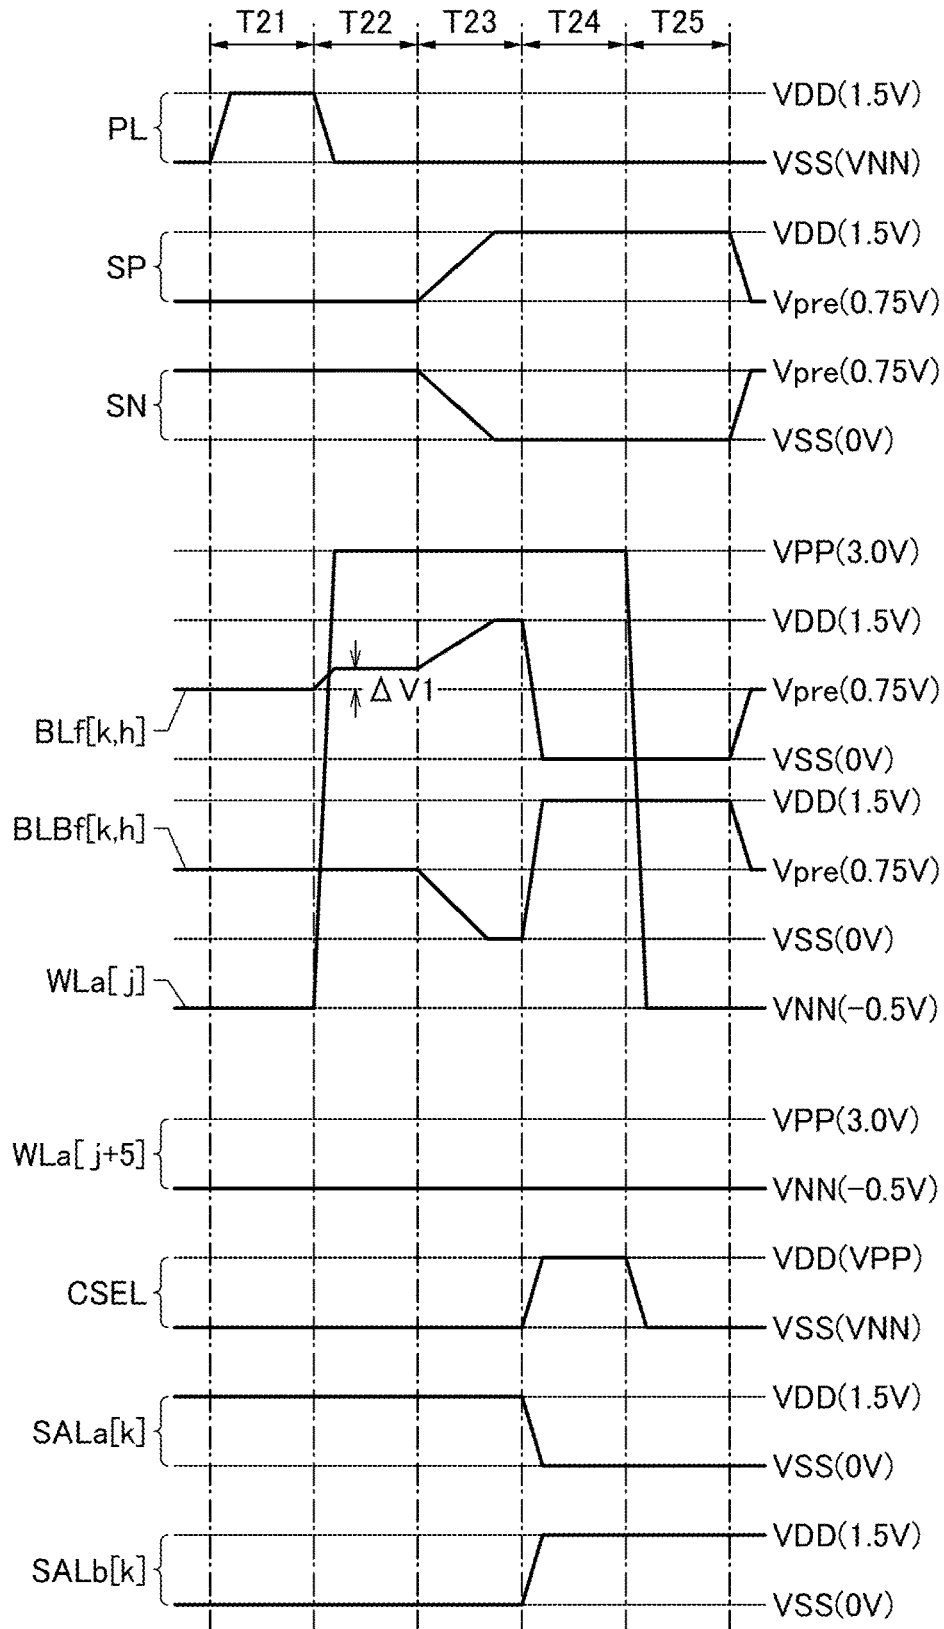 T21 T22 T23 T24 T25
VDD(1.5V)
PL
VSS(VNN)
VDD(1.5V)
SP
Vpre(0.75V)
Vpre(0.75V)
SN
VSS(0V)
VPP(3.0V)
VDD(1.5V)
ΔV1
Vpre(0.75V)
BLf[k,h]
VSS(0V)
VDD(1.5V)
BLBf[k,h]
Vpre(0.75V)
VSS(0V)
WLa[j]
VNN(-0.5V)
VPP(3.0V)
WLa[j+5]
VNN(-0.5V)
VDD(VPP)
CSEL
VSS(VNN)
VDD(1.5V)
SALa[k]
VSS(0V)
VDD(1.5V)
SALb[k]
VSS(0V)